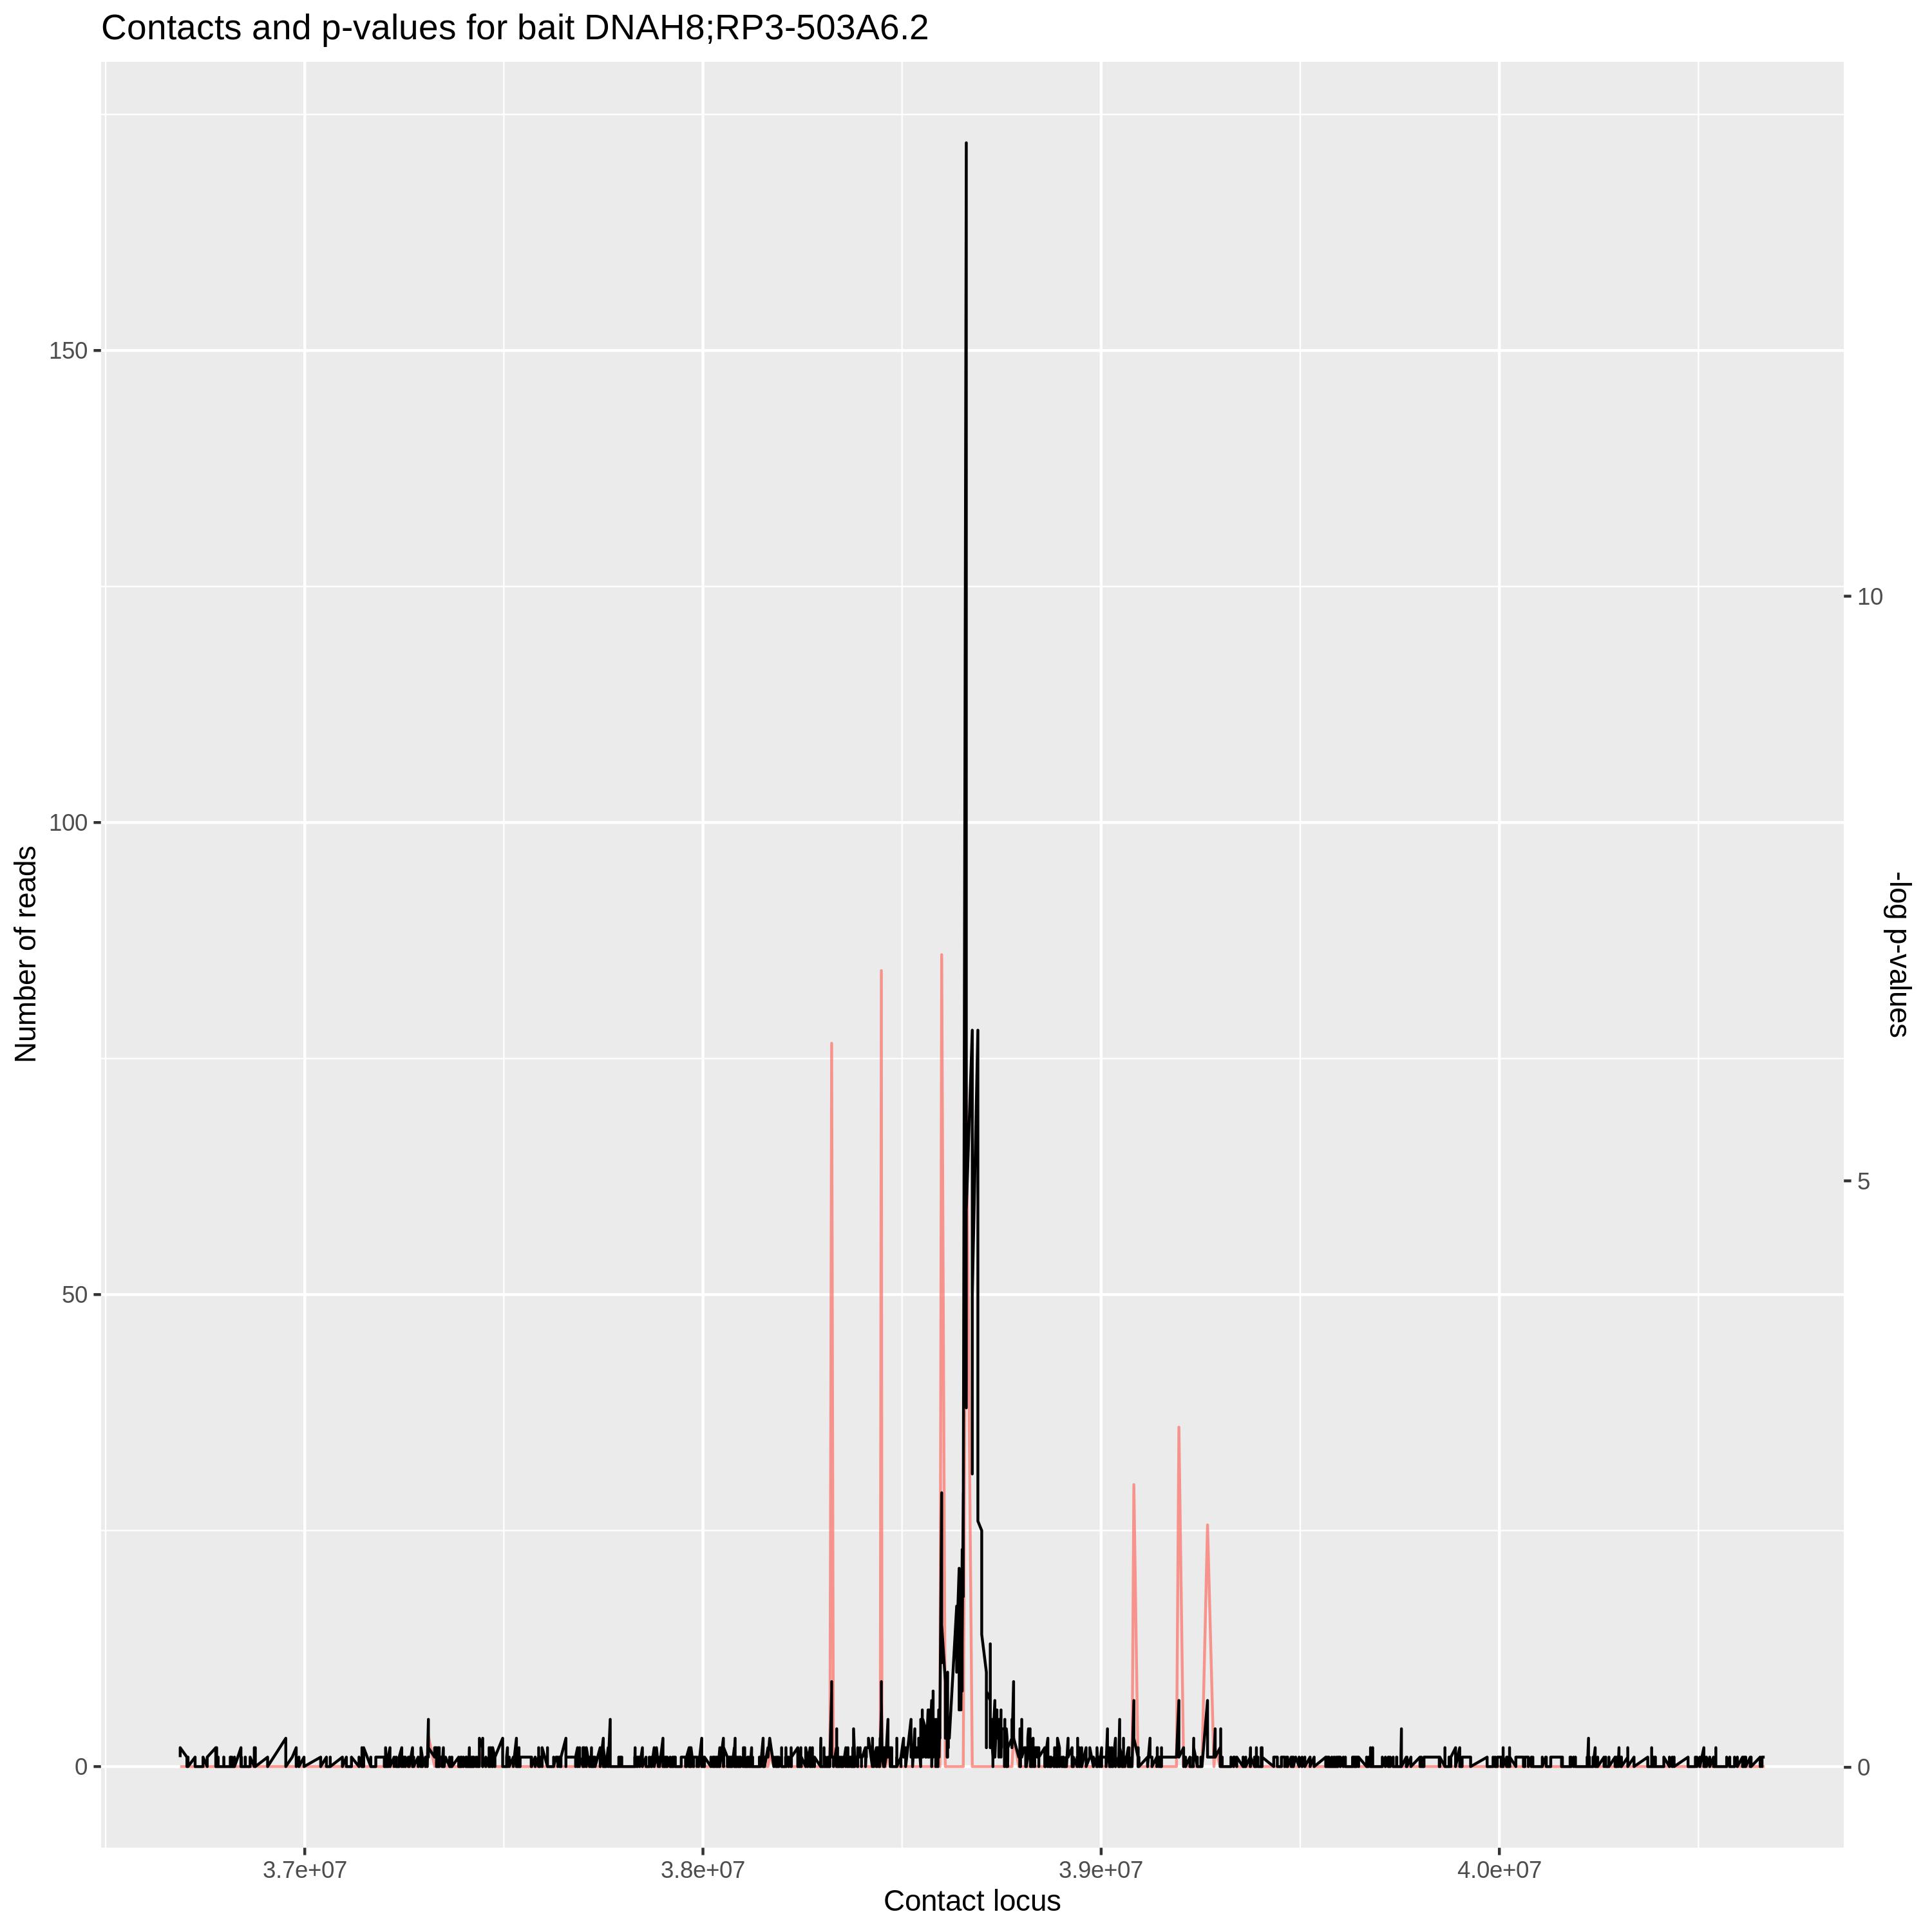 Contacts and p-values for bait DNAH8;RP3-503A6.2
150
100
50
0
Number of reads
10
5
0
-log p-values
3.7e+07
3.8e+07
3.9e+07
4.0e+07
Contact locus